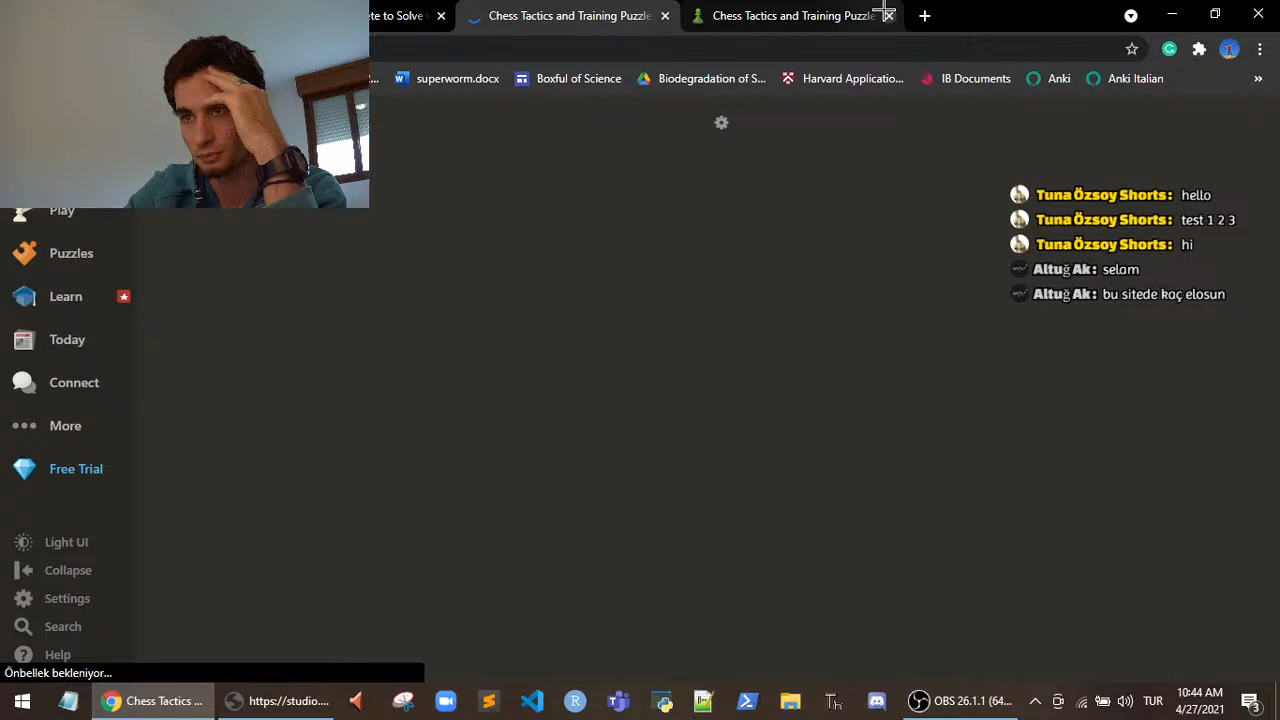 ete to Solve
Chess Tactics and Training Puzzle
Chess Tactics and Training Puzzle
superworm.docx
Boxful of Science
Biodegradation of S...
Harvard Applicatio...
IB Documents
Anki
Anki Italian
»
Tuna Özsoy Shorts: hello
Tuna Özsoy Shorts: test 1 2 3
Tuna Özsoy Shorts: hi
Altuğ Ak: selam
Altuğ Ak: bu sitede kaç elosun
Play
Puzzles
Learn
Today
Connect
More
Free Trial
Light UI
Collapse
Settings
Search
Help
Önbellek bekleniyor...
Chess Tactics ...
https://studio....
OBS 26.1.1 (64...
TUR
10:44 AM
4/27/2021
3